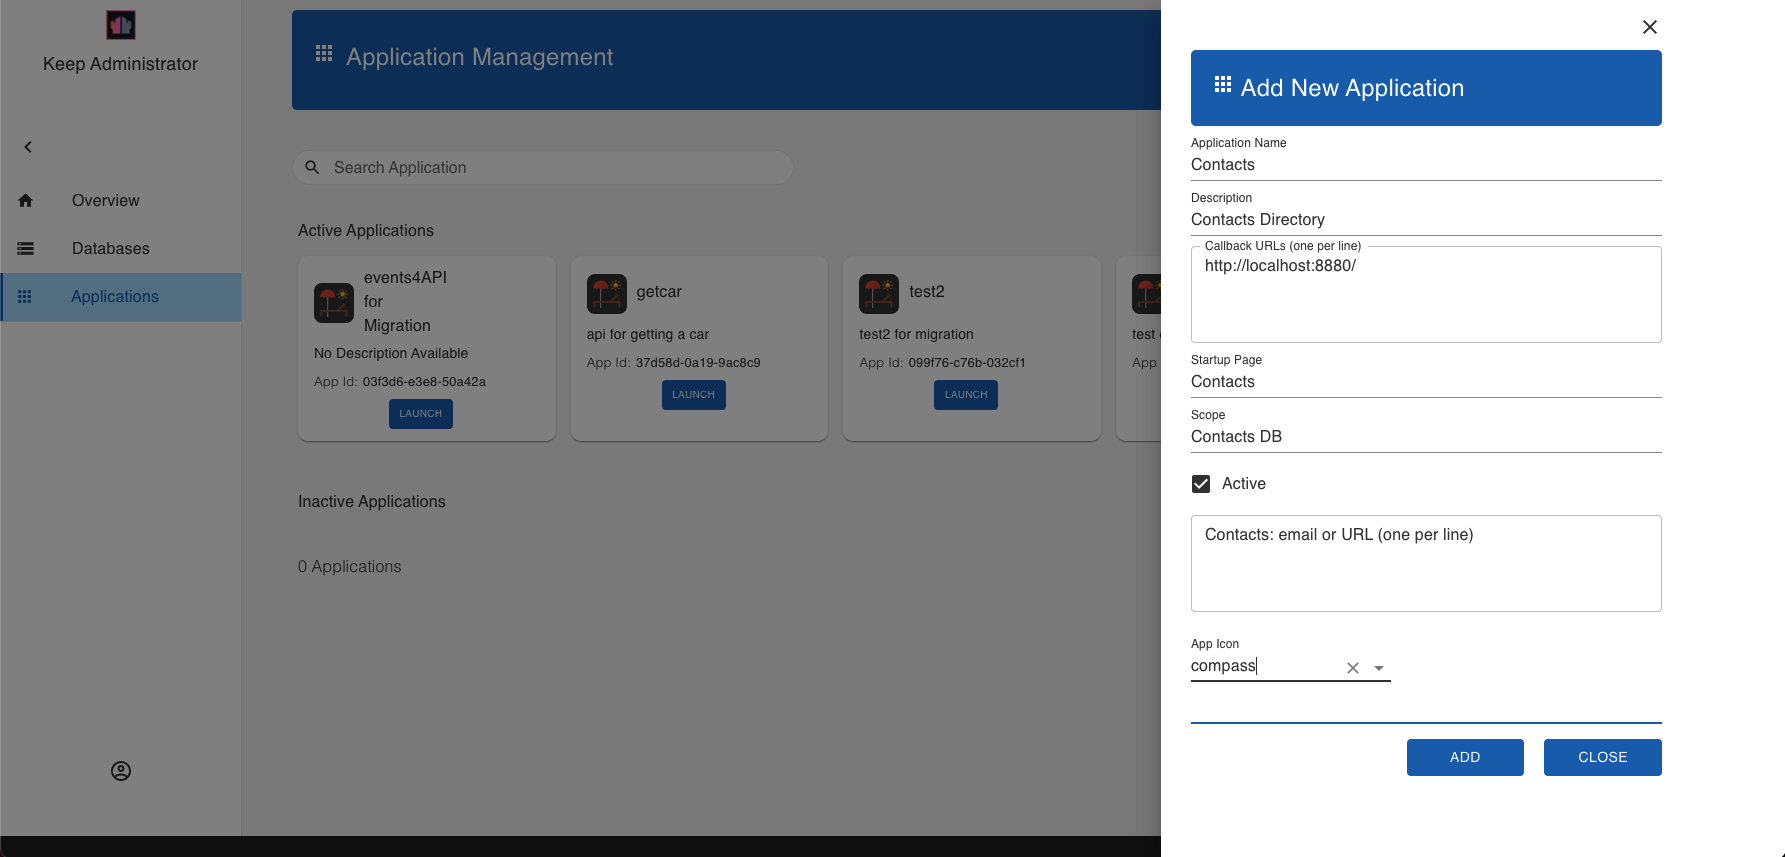 Keep Administrator
Overview
Databases
Applications
Application Management
Search Application
Active Applications
events4API
for
Migration
No Description Available
App Id: 03f3d6-e3e8-50a42a
LAUNCH
getcar
api for getting a car
App Id: 37d58d-0a19-9ac8c9
LAUNCH
test2
test2 for migration
App Id: 099f76-c76b-032cf1
LAUNCH
test
App
Inactive Applications
0 Applications
Add New Application
Application Name
Contacts
Description
Contacts Directory
Callback URLs (one per line)
http://localhost:8880/
Startup Page
Contacts
Scope
Contacts DB
Active
Contacts: email or URL (one per line)
App Icon
compass
ADD
CLOSE